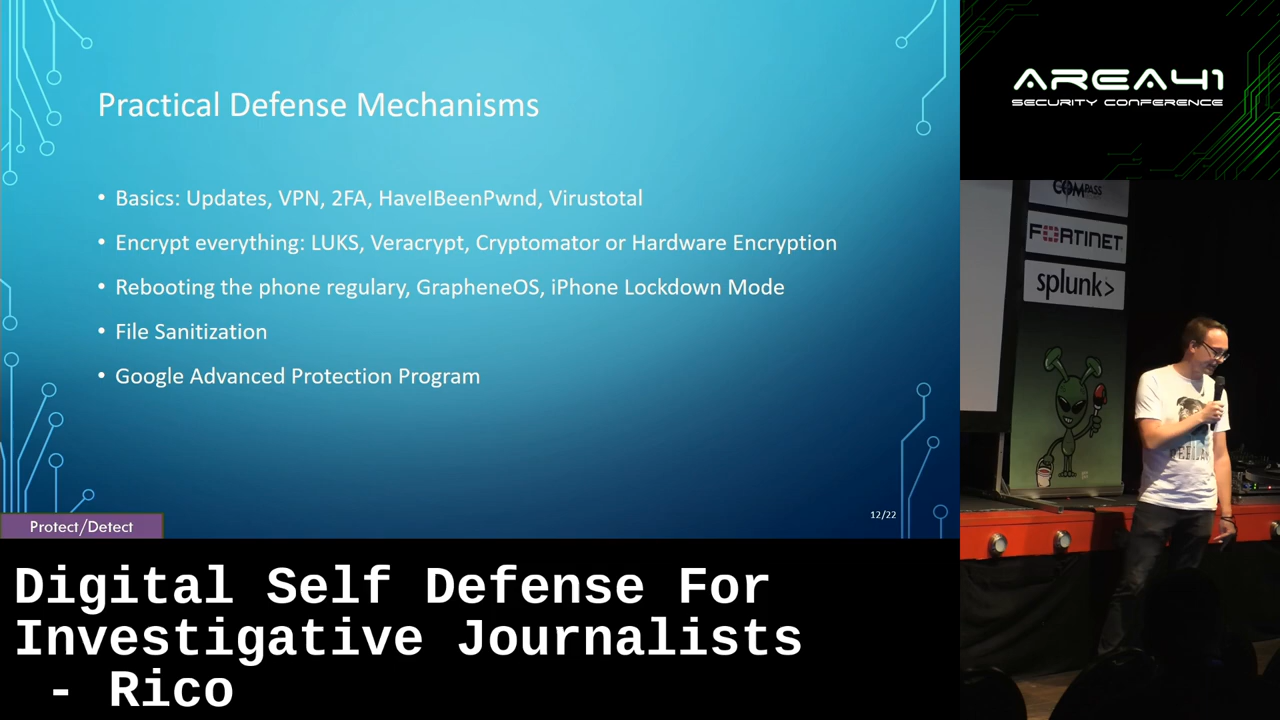 Practical Defense Mechanisms
• Basics: Updates, VPN, 2FA, HaveIBeenPwnd, Virustotal
• Encrypt everything: LUKS, Veracrypt, Cryptomator or Hardware Encryption
• Rebooting the phone regulary, GrapheneOS, iPhone Lockdown Mode
• File Sanitization
• Google Advanced Protection Program
12/22
Protect/Detect
Digital Self Defense For
Investigative Journalists
- Rico
AREA41
SECURITY CONFERENCE
COMPASS
FORTINET
splunk>